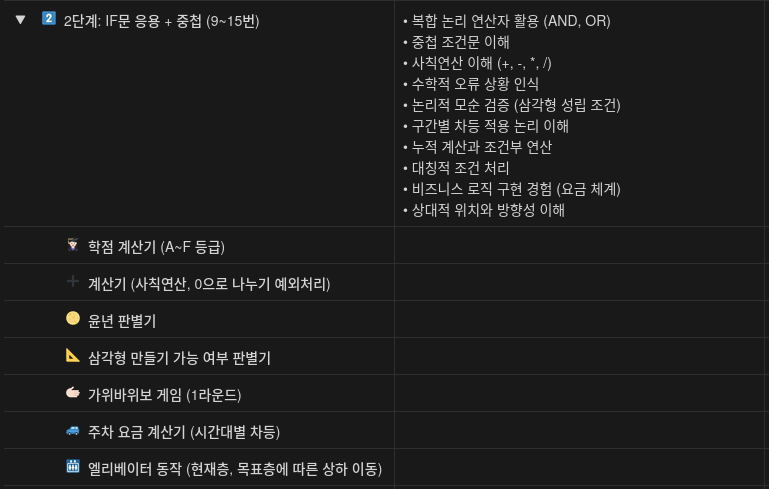 2단계: IF문 응용 + 중첩 (9~15번)
• 복합 논리 연산자 활용 (AND, OR)
• 중첩 조건문 이해
• 사칙연산 이해 (+, -, *, /)
• 수학적 오류 상황 인식
• 논리적 모순 검증 (삼각형 성립 조건)
• 구간별 차등 적용 논리 이해
• 누적 계산과 조건부 연산
• 대칭적 조건 처리
• 비즈니스 로직 구현 경험 (요금 체계)
• 상대적 위치와 방향성 이해
학점 계산기 (A~F 등급)
계산기 (사칙연산, 0으로 나누기 예외처리)
윤년 판별기
삼각형 만들기 가능 여부 판별기
가위바위보 게임 (1라운드)
주차 요금 계산기 (시간대별 차등)
엘리베이터 동작 (현재층, 목표층에 따른 상하 이동)